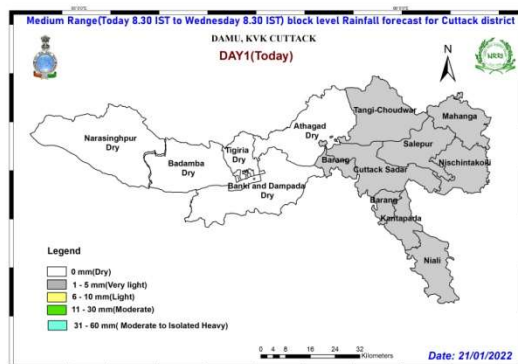 Medium Range(Today 8.30 IST to Wednesday 8.30 IST) block level Rainfall forecast for Cuttack district
DAMU, KVK CUTTACK
DAY1(Today)
N
NRRI
Tangi-Choudwar
Mahanga
Athagad
Dry
Narasinghpur
Dry
Tigiria
Dry
Badamba
Dry
Salepur
Barang
Nischintakoili
Cuttack Sadar
Banki and Dampada
Dry
Barang
Kantapada
Niali
Legend
0 mm(Dry)
1 - 5 mm(Very light)
6 - 10 mm(Light)
11 - 30 mm(Moderate)
31 - 60 mm( Moderate to Isolated Heavy)
0 4 8 16 24 32
Kilometers
Date: 21/01/2022